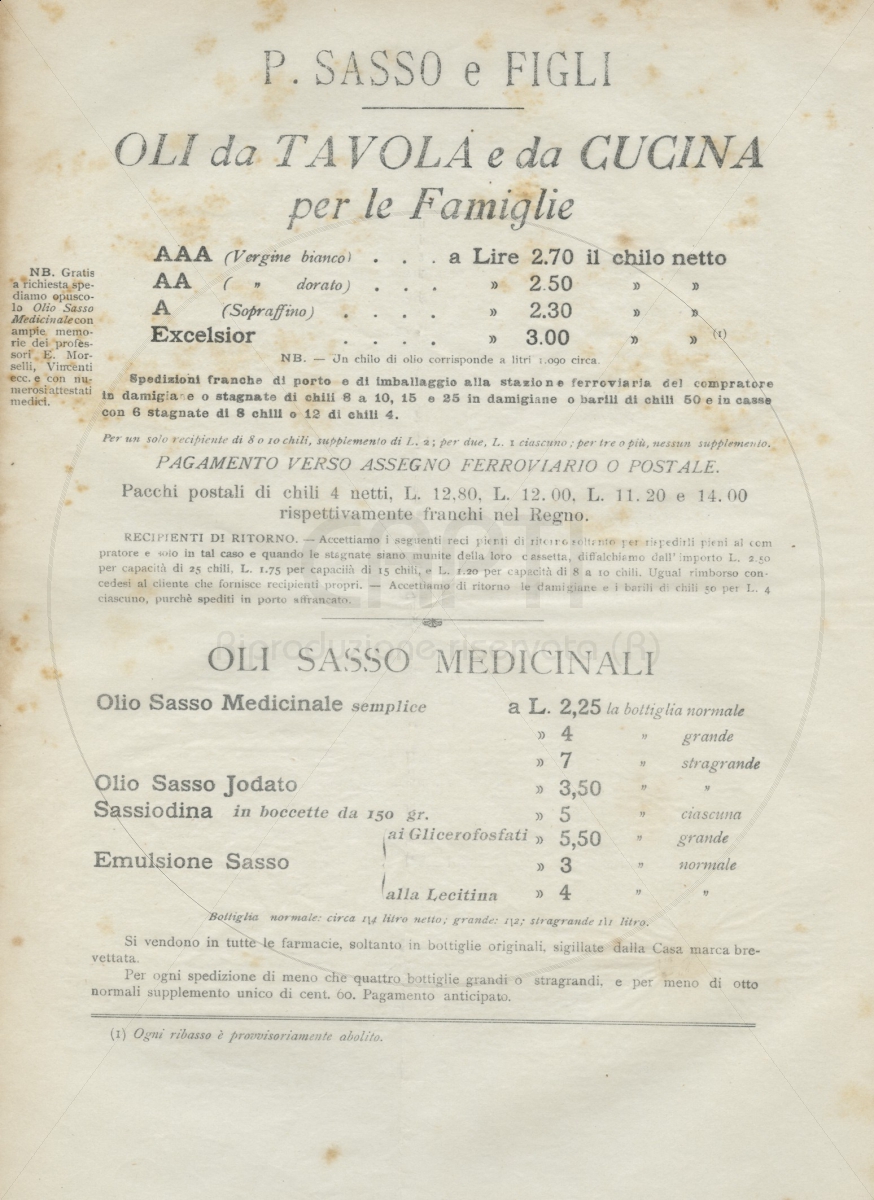 P. SASSO e FIGLI
OLI da TAVOLA e da CUCINA
per le Famiglie
NB. Gratis
a richiesta spe-
diamo opusco-
lo Olio Sasso
Medicinale con
ampie memo-
rie dei profes-
sori E. Mor-
selli, Vincenti
ecc. e con nu-
merosi attestati
medici.
AAA (Vergine bianco) . . . a Lire 2.70 il chilo netto
AA ( " dorato) . . . » 2.50 » »
A (Sopraffino) . . . . » 2.30 » »
Excelsior . . . . » 3.00 » » (1)
NB. — Un chilo di olio corrisponde a litri 1.090 circa.
Spedizioni franche di porto e di imballaggio alla stazione ferroviaria del compratore
in damigiane o stagnate di chili 8 a 10, 15 e 25 in damigiane o barili di chili 50 e in casse
con 6 stagnate di 8 chili o 12 di chili 4.
Per un solo recipiente di 8 o 10 chili, supplemento di L. 2; per due, L. 1 ciascuno; per tre o più, nessun supplemento.
PAGAMENTO VERSO ASSEGNO FERROVIARIO O POSTALE.
Pacchi postali di chili 4 netti, L. 12.80, L. 12.00, L. 11.20 e 14.00
rispettivamente franchi nel Regno.
RECIPIENTI DI RITORNO. — Accettiamo i seguenti reci pienti di ritorno soltanto per rispedirli pieni al com
pratore e solo in tal caso e quando le stagnate siano munite della loro cassetta, diffalchiamo dall'importo L. 2.50
per capacità di 25 chili, L. 1.75 per capacità di 15 chili, e L. 1.20 per capacità di 8 a 10 chili. Ugual rimborso con-
cedesi al cliente che fornisce recipienti propri. — Accettiamo di ritorno le damigiane e i barili di chili 50 per L. 4
ciascuno, purchè spediti in porto affrancato.
Riproduzione riservata (R)
OLI SASSO MEDICINALI
Olio Sasso Medicinale semplice a L. 2,25 la bottiglia normale
» 4 " grande
» 7 " stragrande
Olio Sasso Jodato » 3,50 " "
Sassiodina in boccette da 150 gr. » 5 " ciascuna
ai Glicerofosfati » 5,50 " grande
Emulsione Sasso » 3 " normale
alla Lecitina » 4 " "
Bottiglia normale: circa 1\4 litro netto; grande: 1\2; stragrande 1\1 litro.
Si vendono in tutte le farmacie, soltanto in bottiglie originali, sigillate dalla Casa marca bre-
vettata.
Per ogni spedizione di meno che quattro bottiglie grandi o stragrandi, e per meno di otto
normali supplemento unico di cent. 60. Pagamento anticipato.
(1) Ogni ribasso è provvisoriamente abolito.